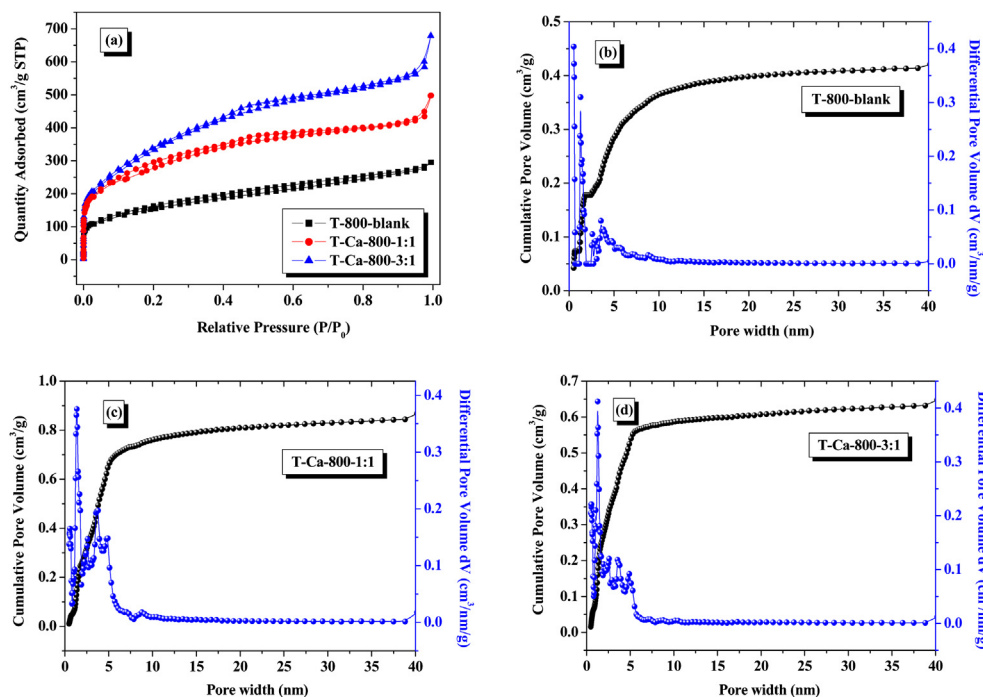 (a)
Quantity Adsorbed (cm³/g STP)
700
600
500
400
300
200
100
0
T-800-blank
T-Ca-800-1:1
T-Ca-800-3:1
0.0 0.2 0.4 0.6 0.8 1.0
Relative Pressure (P/P₀)
(b)
Cumulative Pore Volume (cm³/g)
0.5
0.4
0.3
0.2
0.1
0.0
T-800-blank
Differential Pore Volume dV (cm³/nm/g)
0.4
0.3
0.2
0.1
0.0
0 5 10 15 20 25 30 35 40
Pore width (nm)
(c)
Cumulative Pore Volume (cm³/g)
1.0
0.8
0.6
0.4
0.2
0.0
T-Ca-800-1:1
Differential Pore Volume dV (cm³/nm/g)
0.4
0.3
0.2
0.1
0.0
0 5 10 15 20 25 30 35 40
Pore width (nm)
(d)
Cumulative Pore Volume (cm³/g)
0.7
0.6
0.5
0.4
0.3
0.2
0.1
0.0
T-Ca-800-3:1
Differential Pore Volume dV (cm³/nm/g)
0.4
0.3
0.2
0.1
0.0
0 5 10 15 20 25 30 35 40
Pore width (nm)